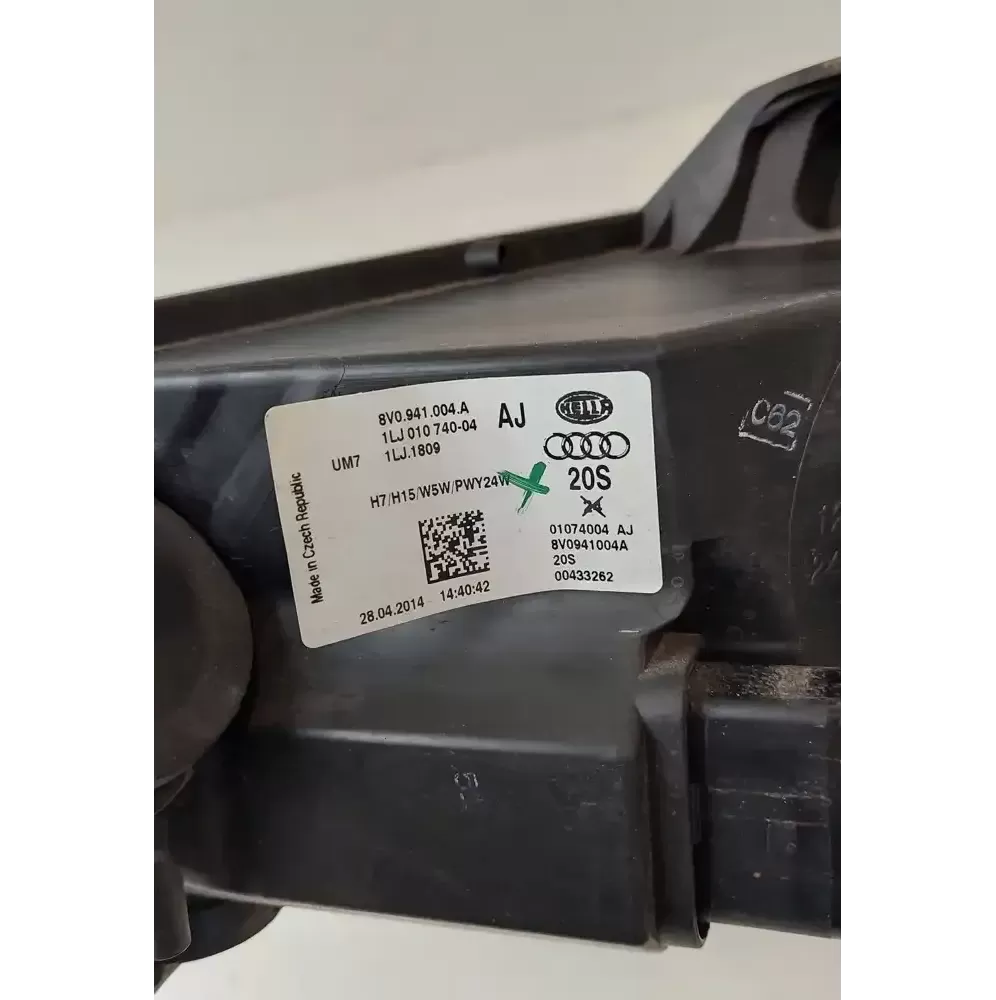 8V0.941.004.A
1LJ 010 740-04
UM7 1LJ.1809
AJ
HELLA
H7/H15/W5W/PWY24W
20S
Made in Czech Republic
01074004 AJ
8V0941004A
20S
00433262
28.04.2014 14:40:42
C62